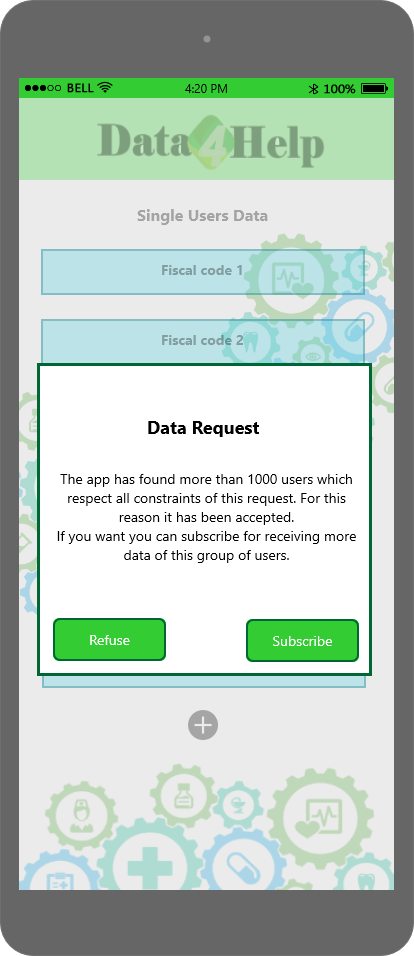 BELL 4:20 PM 100%
Data4Help
Single Users Data
Fiscal code 1
Fiscal code 2
Data Request
The app has found more than 1000 users which
respect all constraints of this request. For this
reason it has been accepted.
If you want you can subscribe for receiving more
data of this group of users.
Refuse Subscribe